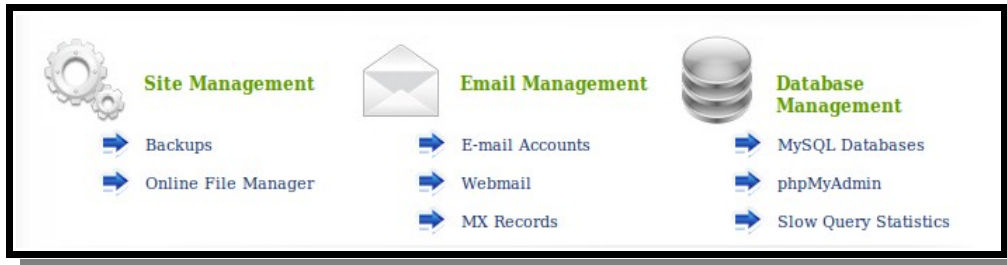 Site Management
Backups
Online File Manager
Email Management
E-mail Accounts
Webmail
MX Records
Database
Management
MySQL Databases
phpMyAdmin
Slow Query Statistics